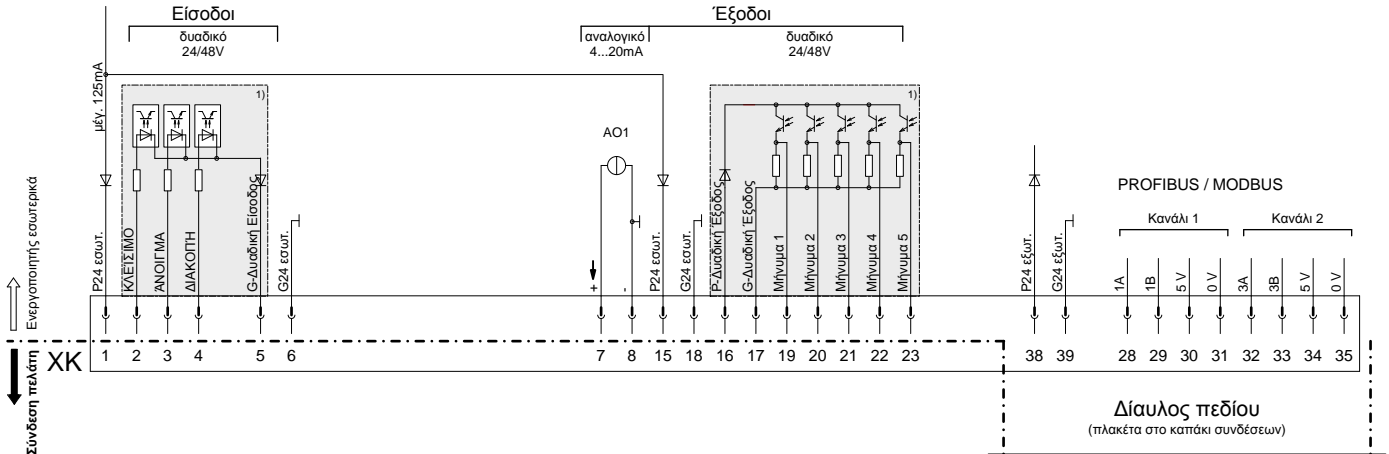 Είσοδοι
δυαδικό
24/48V
Έξοδοι
αναλογικό
4...20mA
δυαδικό
24/48V
μέγ. 125mA
1)
1)
AO1
PROFIBUS / MODBUS
Κανάλι 1
Κανάλι 2
Ενεργοποιητής εσωτερικά
P24 εσωτ.
ΚΛΕΊΣΙΜΟ
ΆΝΟΙΓΜΑ
ΔΙΑΚΟΠΉ
G-Δυαδική Είσοδος
G24 εσωτ.
+
-
P24 εσωτ.
G24 εσωτ.
P-Δυαδική Έξοδος
G-Δυαδική Έξοδος
Μήνυμα 1
Μήνυμα 2
Μήνυμα 3
Μήνυμα 4
Μήνυμα 5
P24 εξωτ.
G24 εξωτ.
1A
1B
5 V
0 V
3A
3B
5 V
0 V
Σύνδεση πελάτη
XK
1 2 3 4 5 6 7 8 15 18 16 17 19 20 21 22 23 38 39 28 29 30 31 32 33 34 35
Δίαυλος πεδίου
(πλακέτα στο καπάκι συνδέσεων)